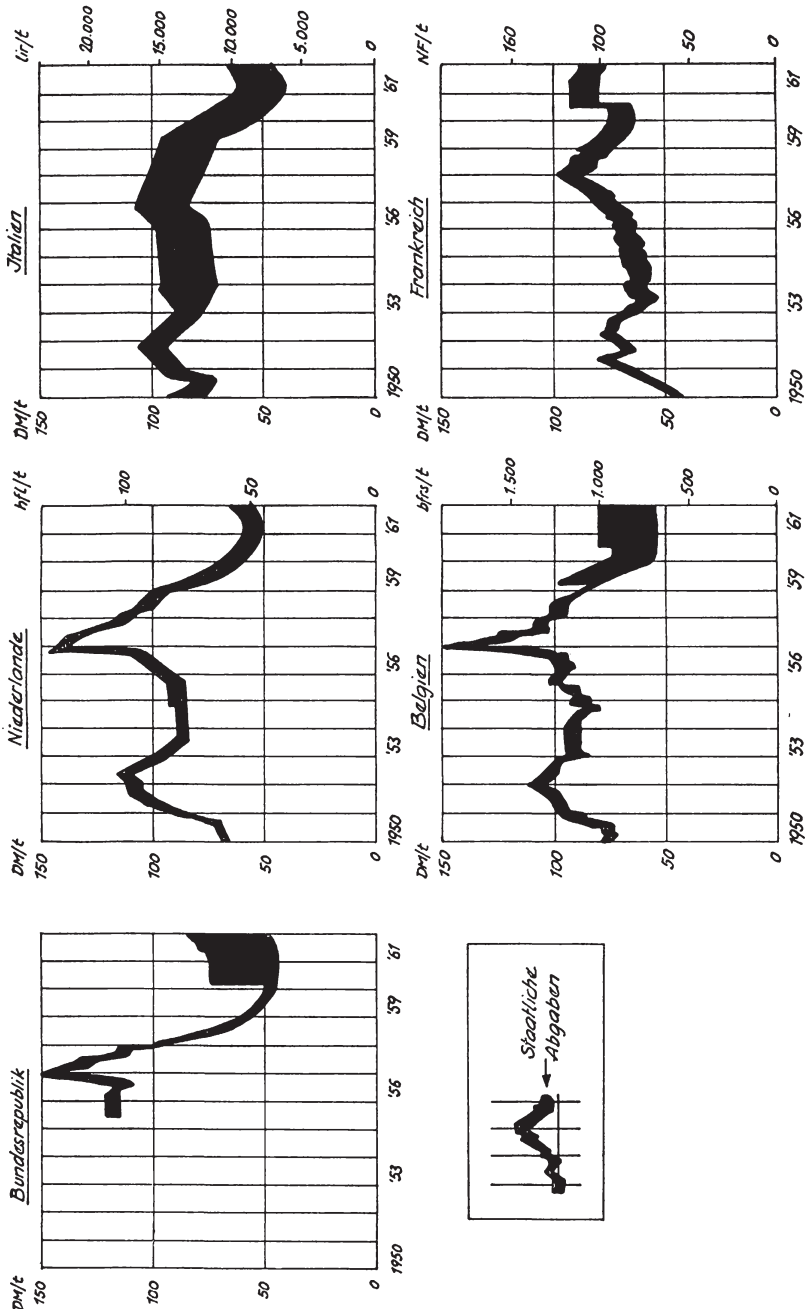 Bundesrepublik
DM/t
150
100
50
0
1950 '53 '56 '59 '61
Niederlande
DM/t
150
100
50
0
hfl/t
100
50
0
1950 '53 '56 '59 '61
Italien
DM/t
150
100
50
0
lir/t
20.000
15.000
10.000
5.000
0
1950 '53 '56 '59 '61
Staatliche
Abgaben
Belgien
DM/t
150
100
50
0
bfrs/t
1.500
1.000
500
0
1950 '53 '56 '59 '61
Frankreich
DM/t
150
100
50
0
NF/t
160
100
50
0
1950 '53 '56 '59 '61